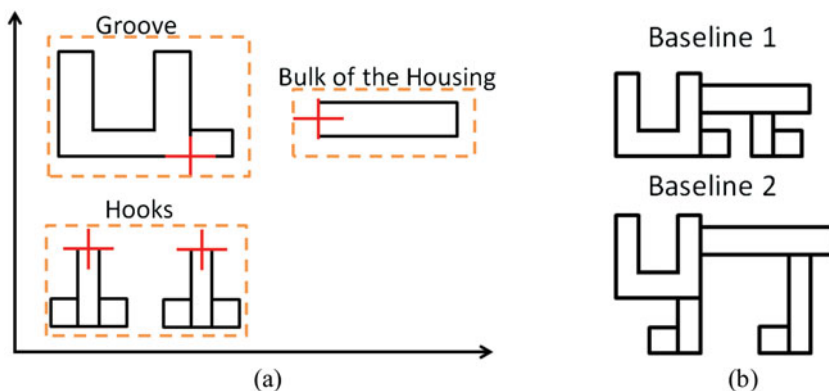 Groove
Bulk of the Housing
Hooks
(a)
Baseline 1
Baseline 2
(b)